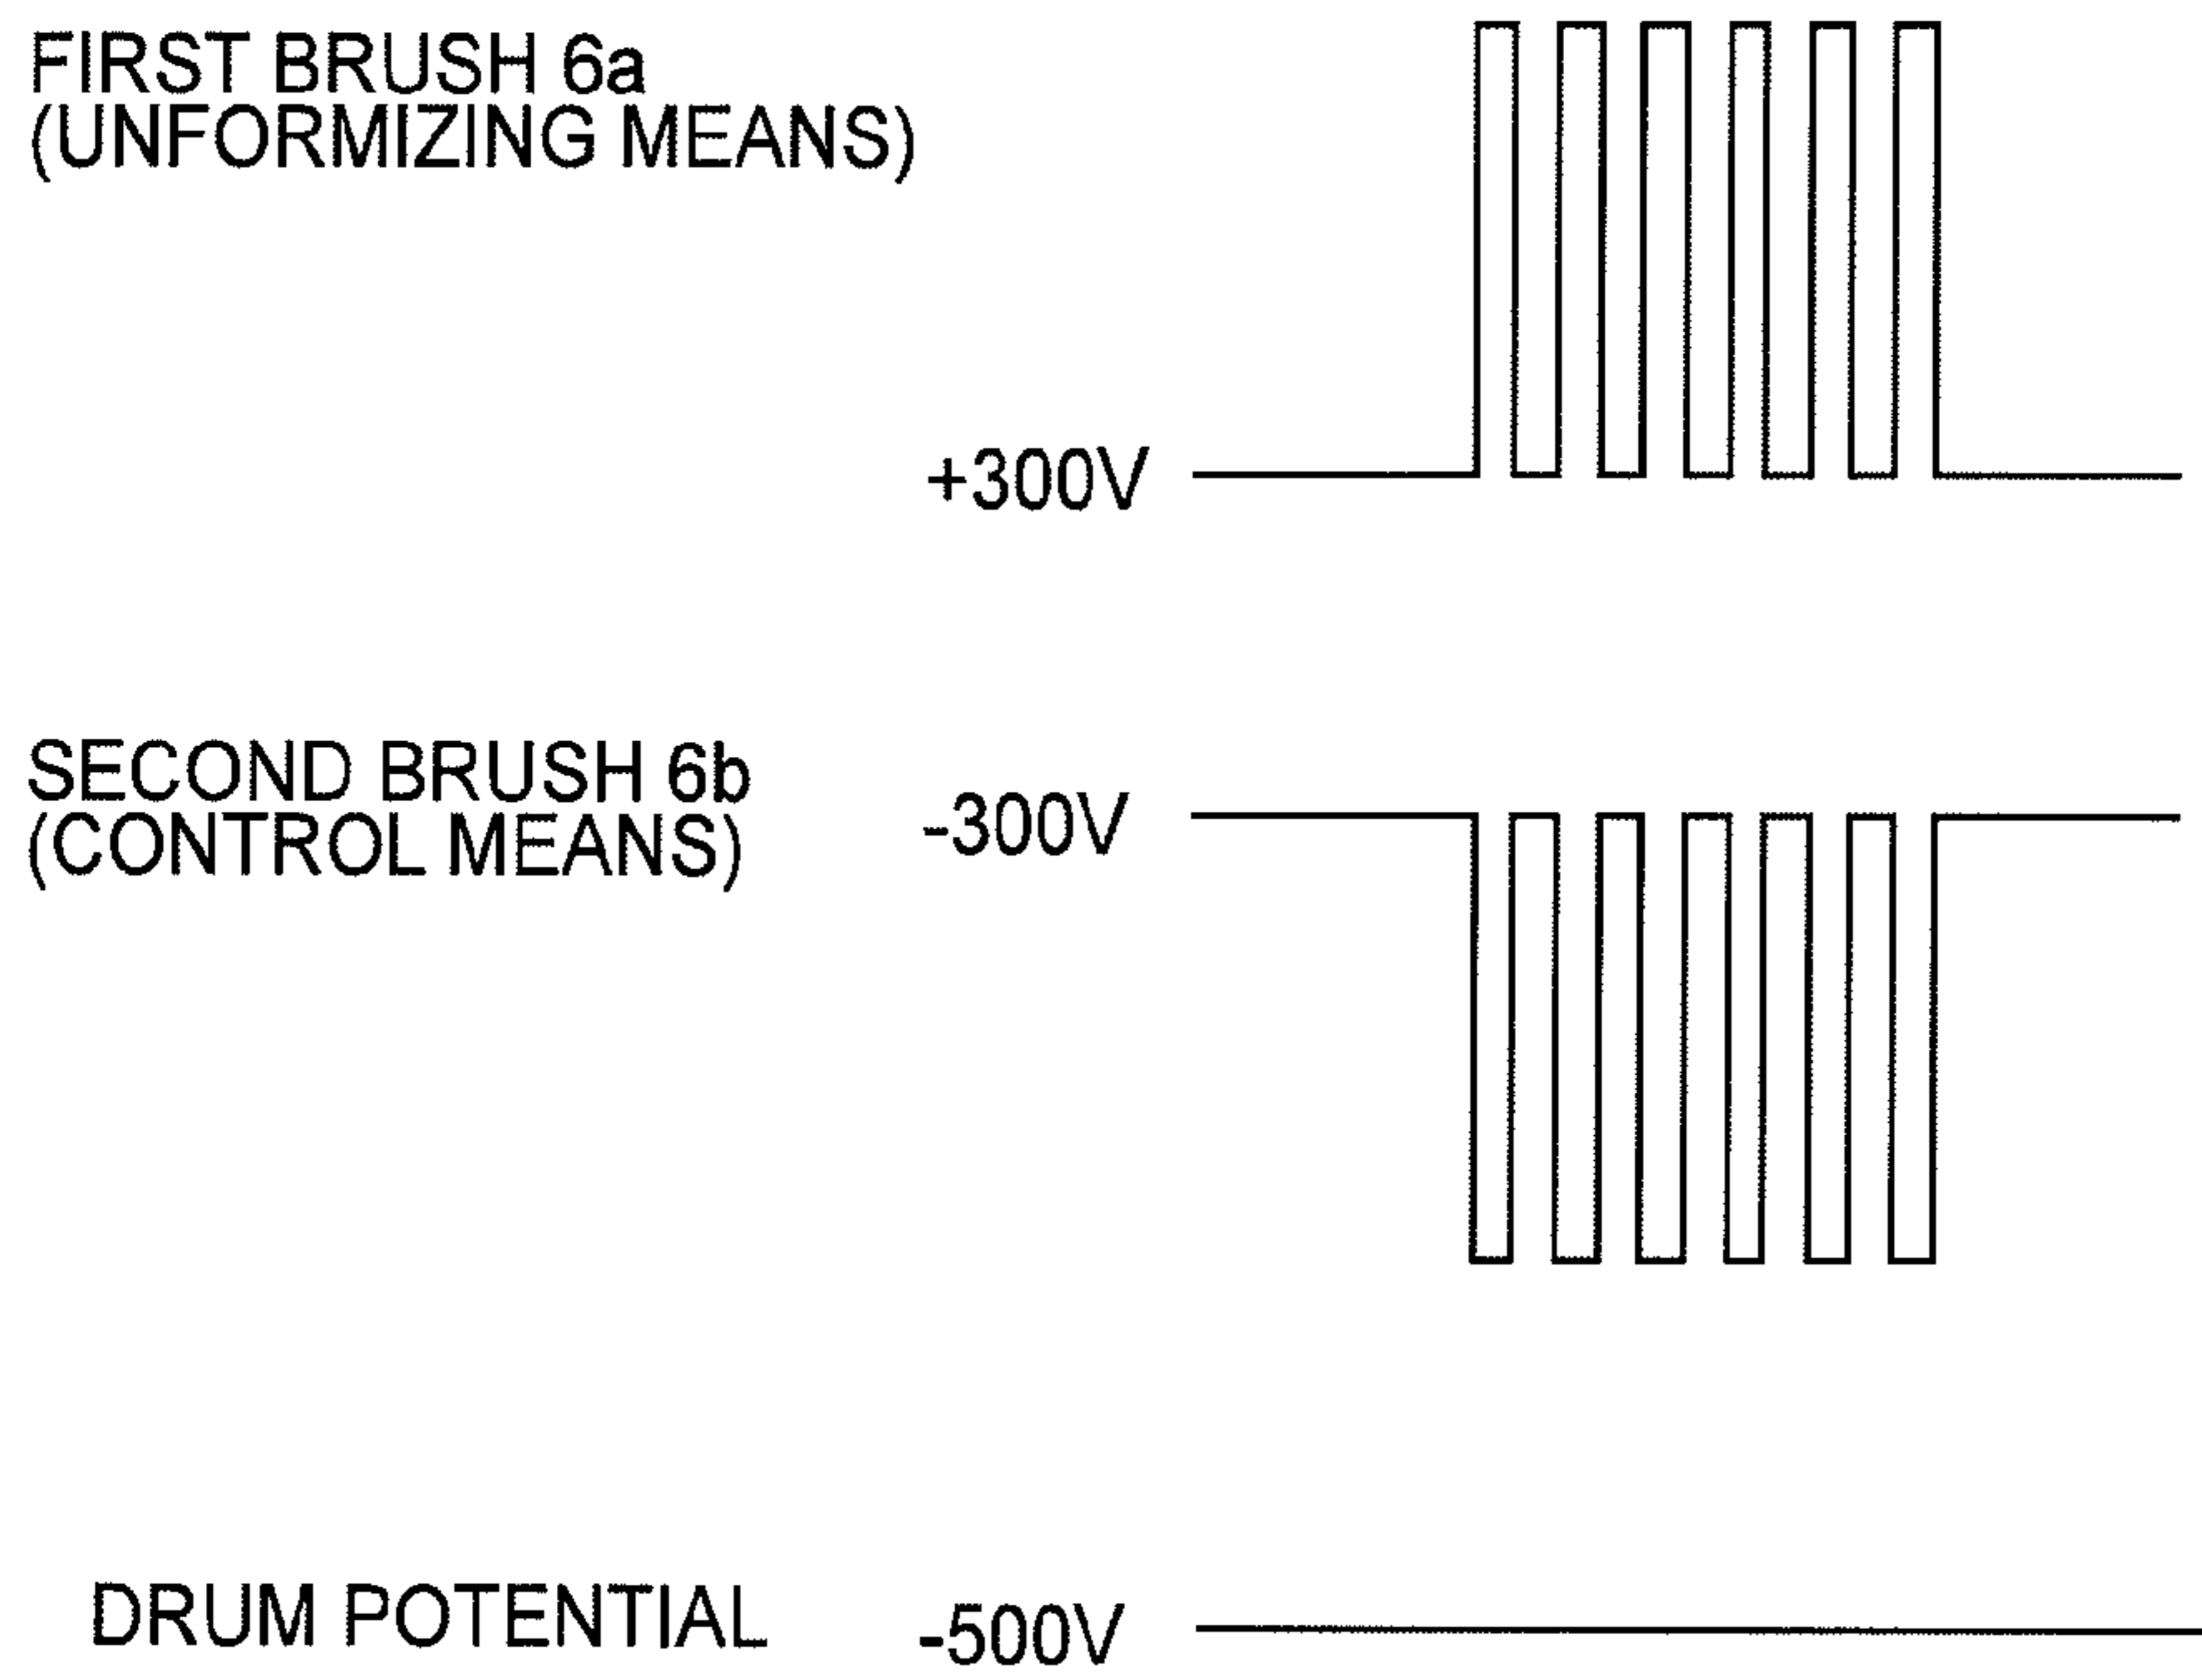 FIRST BRUSH 6a
(UNFORMIZING MEANS)
+300V
SECOND BRUSH 6b
(CONTROL MEANS)
-300V
DRUM POTENTIAL
-500V